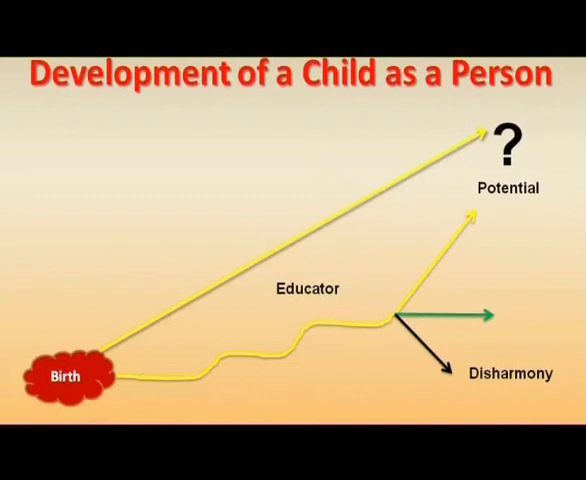 Development of a Child as a Person
?
Potential
Educator
Birth
Disharmony